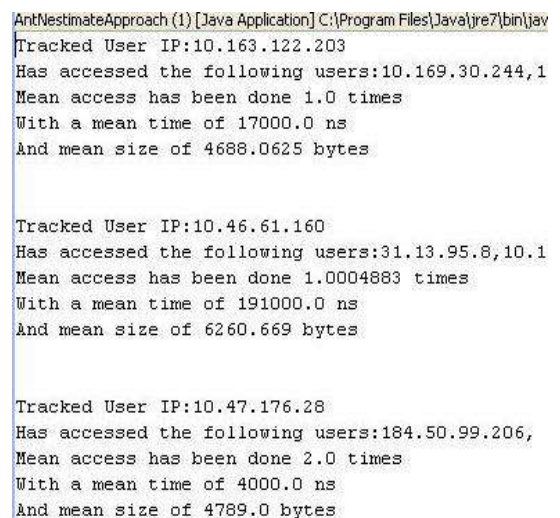 AntNestimateApproach (1) [Java Application] C:\Program Files\Java\jre7\bin\jav
Tracked User IP:10.163.122.203
Has accessed the following users:10.169.30.244,1
Mean access has been done 1.0 times
With a mean time of 17000.0 ns
And mean size of 4688.0625 bytes
Tracked User IP:10.46.61.160
Has accessed the following users:31.13.95.8,10.1
Mean access has been done 1.0004883 times
With a mean time of 191000.0 ns
And mean size of 6260.669 bytes
Tracked User IP:10.47.176.28
Has accessed the following users:184.50.99.206,
Mean access has been done 2.0 times
With a mean time of 4000.0 ns
And mean size of 4789.0 bytes